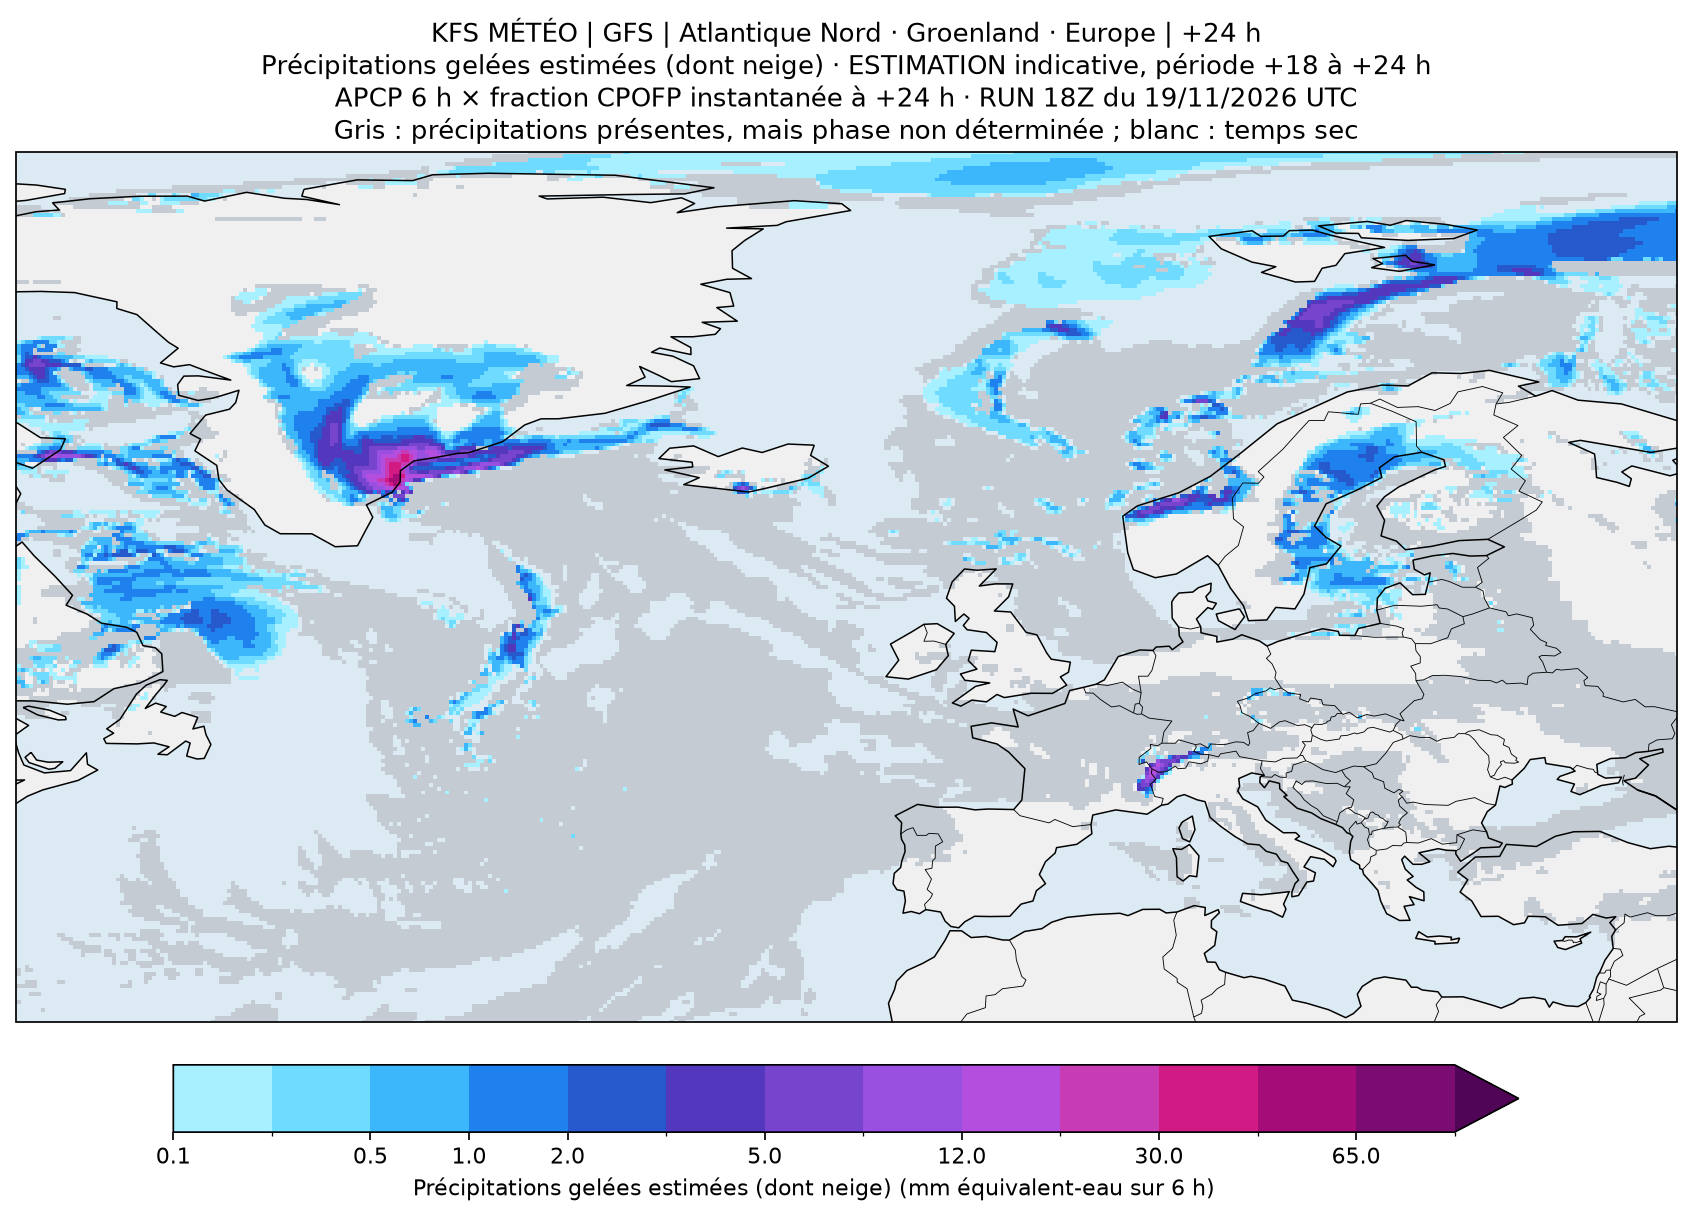 KFS MÉTÉO | GFS | Atlantique Nord · Groenland · Europe | +24 h
Précipitations gelées estimées (dont neige) · ESTIMATION indicative, période +18 à +24 h
APCP 6 h × fraction CPOFP instantanée à +24 h · RUN 18Z du 19/11/2026 UTC
Gris : précipitations présentes, mais phase non déterminée ; blanc : temps sec
0.1 0.5 1.0 2.0 5.0 12.0 30.0 65.0
Précipitations gelées estimées (dont neige) (mm équivalent-eau sur 6 h)